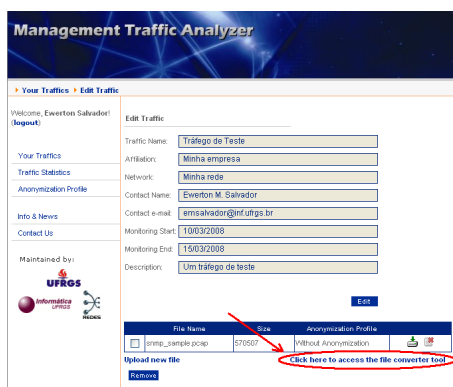 Management Traffic Analyzer
Your Traffics Edit Traffic
Welcome, Ewerton Salvador!
(logout)
Your Traffics
Traffic Statistics
Anonymization Profile
Info & News
Contact Us
Maintained by:
UFRGS
Informática
UFRGS
REDES
Edit Traffic
Traffic Name: Tráfego de Teste
Affiliation: Minha empresa
Network: Minha rede
Contact Name: Ewerton M. Salvador
Contact e-mail: emsalvador@inf.ufrgs.br
Monitoring Start: 10/03/2008
Monitoring End: 15/03/2008
Description: Um tráfego de teste
Edit
File Name Size Anonymization Profile
snmp_sample.pcap 570507 Without Anonymization
Upload new file Click here to access the file converter tool
Remove